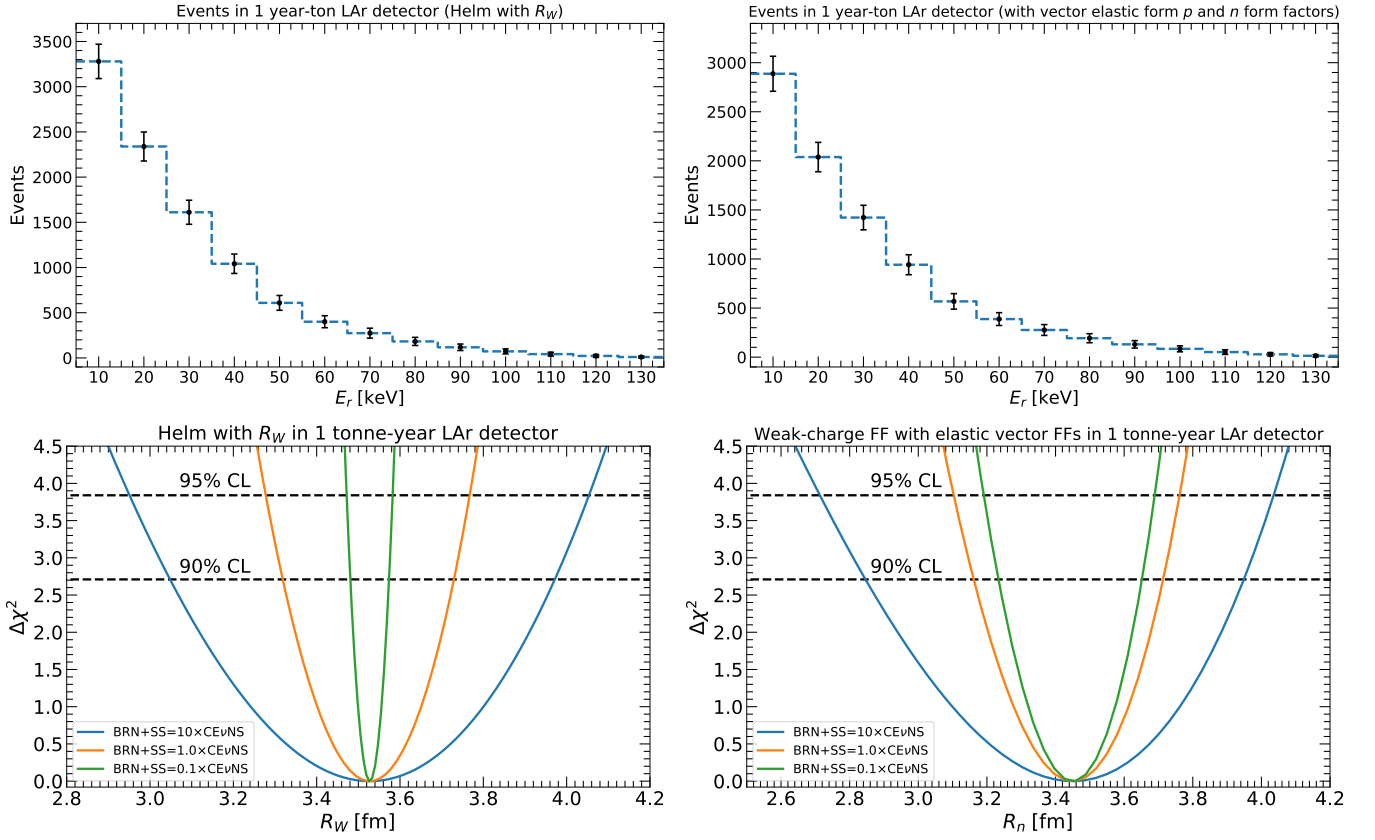 Events in 1 year-ton LAr detector (Helm with R_W)
Events
3500
3000
2500
2000
1500
1000
500
0
10 20 30 40 50 60 70 80 90 100 110 120 130
E_r [keV]
Events in 1 year-ton LAr detector (with vector elastic form p and n form factors)
Events
3000
2500
2000
1500
1000
500
0
10 20 30 40 50 60 70 80 90 100 110 120 130
E_r [keV]
Helm with R_W in 1 tonne-year LAr detector
Δχ²
4.5
4.0
3.5
3.0
2.5
2.0
1.5
1.0
0.5
0.0
95% CL
90% CL
BRN+SS=10×CEνNS
BRN+SS=1.0×CEνNS
BRN+SS=0.1×CEνNS
2.8 3.0 3.2 3.4 3.6 3.8 4.0 4.2
R_W [fm]
Weak-charge FF with elastic vector FFs in 1 tonne-year LAr detector
Δχ²
4.5
4.0
3.5
3.0
2.5
2.0
1.5
1.0
0.5
0.0
95% CL
90% CL
BRN+SS=10×CEνNS
BRN+SS=1.0×CEνNS
BRN+SS=0.1×CEνNS
2.6 2.8 3.0 3.2 3.4 3.6 3.8 4.0 4.2
R_n [fm]